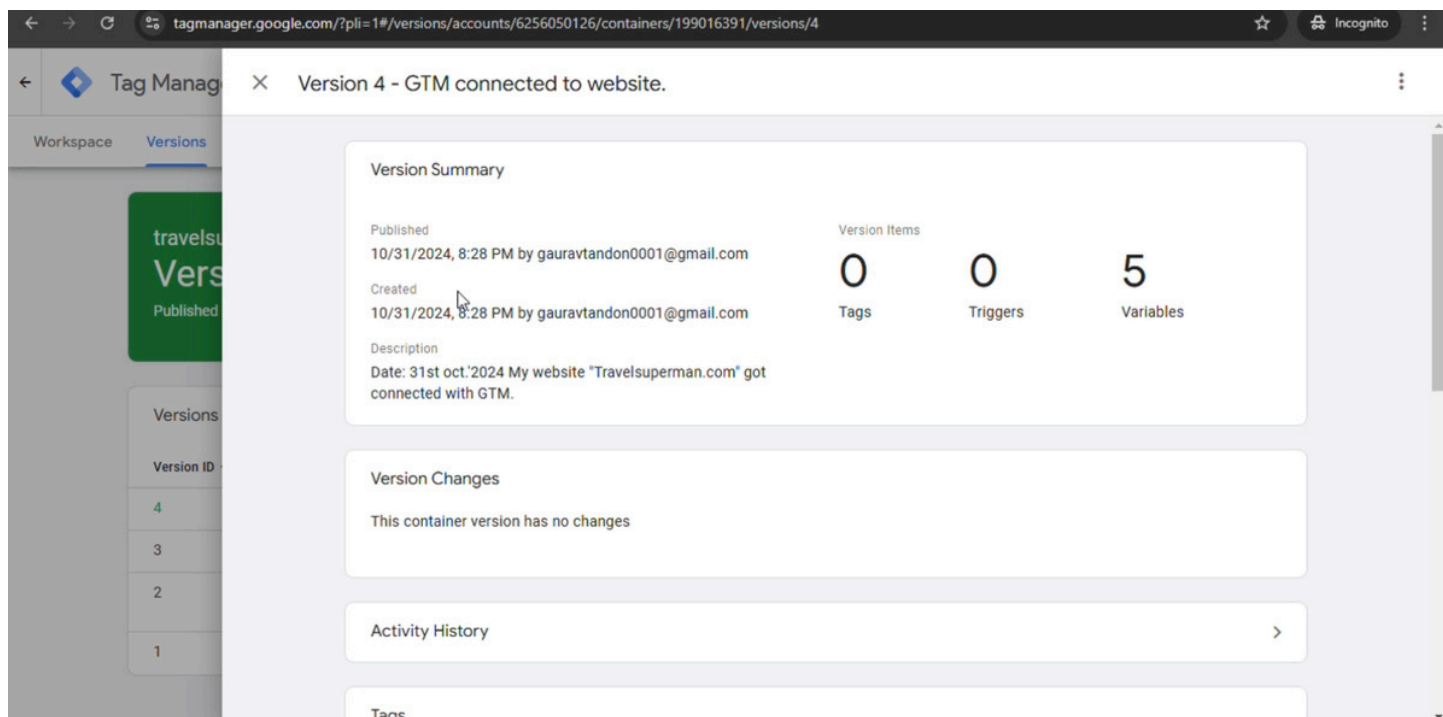 tagmanager.google.com/?pli=1#/versions/accounts/6256050126/containers/199016391/versions/4
Incognito
Tag Manag
Version 4 - GTM connected to website.
Workspace
Versions
Version Summary
Published
10/31/2024, 8:28 PM by gauravtandon0001@gmail.com
Created
10/31/2024, 8:28 PM by gauravtandon0001@gmail.com
Description
Date: 31st oct.'2024 My website "Travelsuperman.com" got
connected with GTM.
Version Items
0
0
5
Tags
Triggers
Variables
travelsu
Vers
Published
Versions
Version ID
4
3
2
1
Version Changes
This container version has no changes
Activity History
Tags